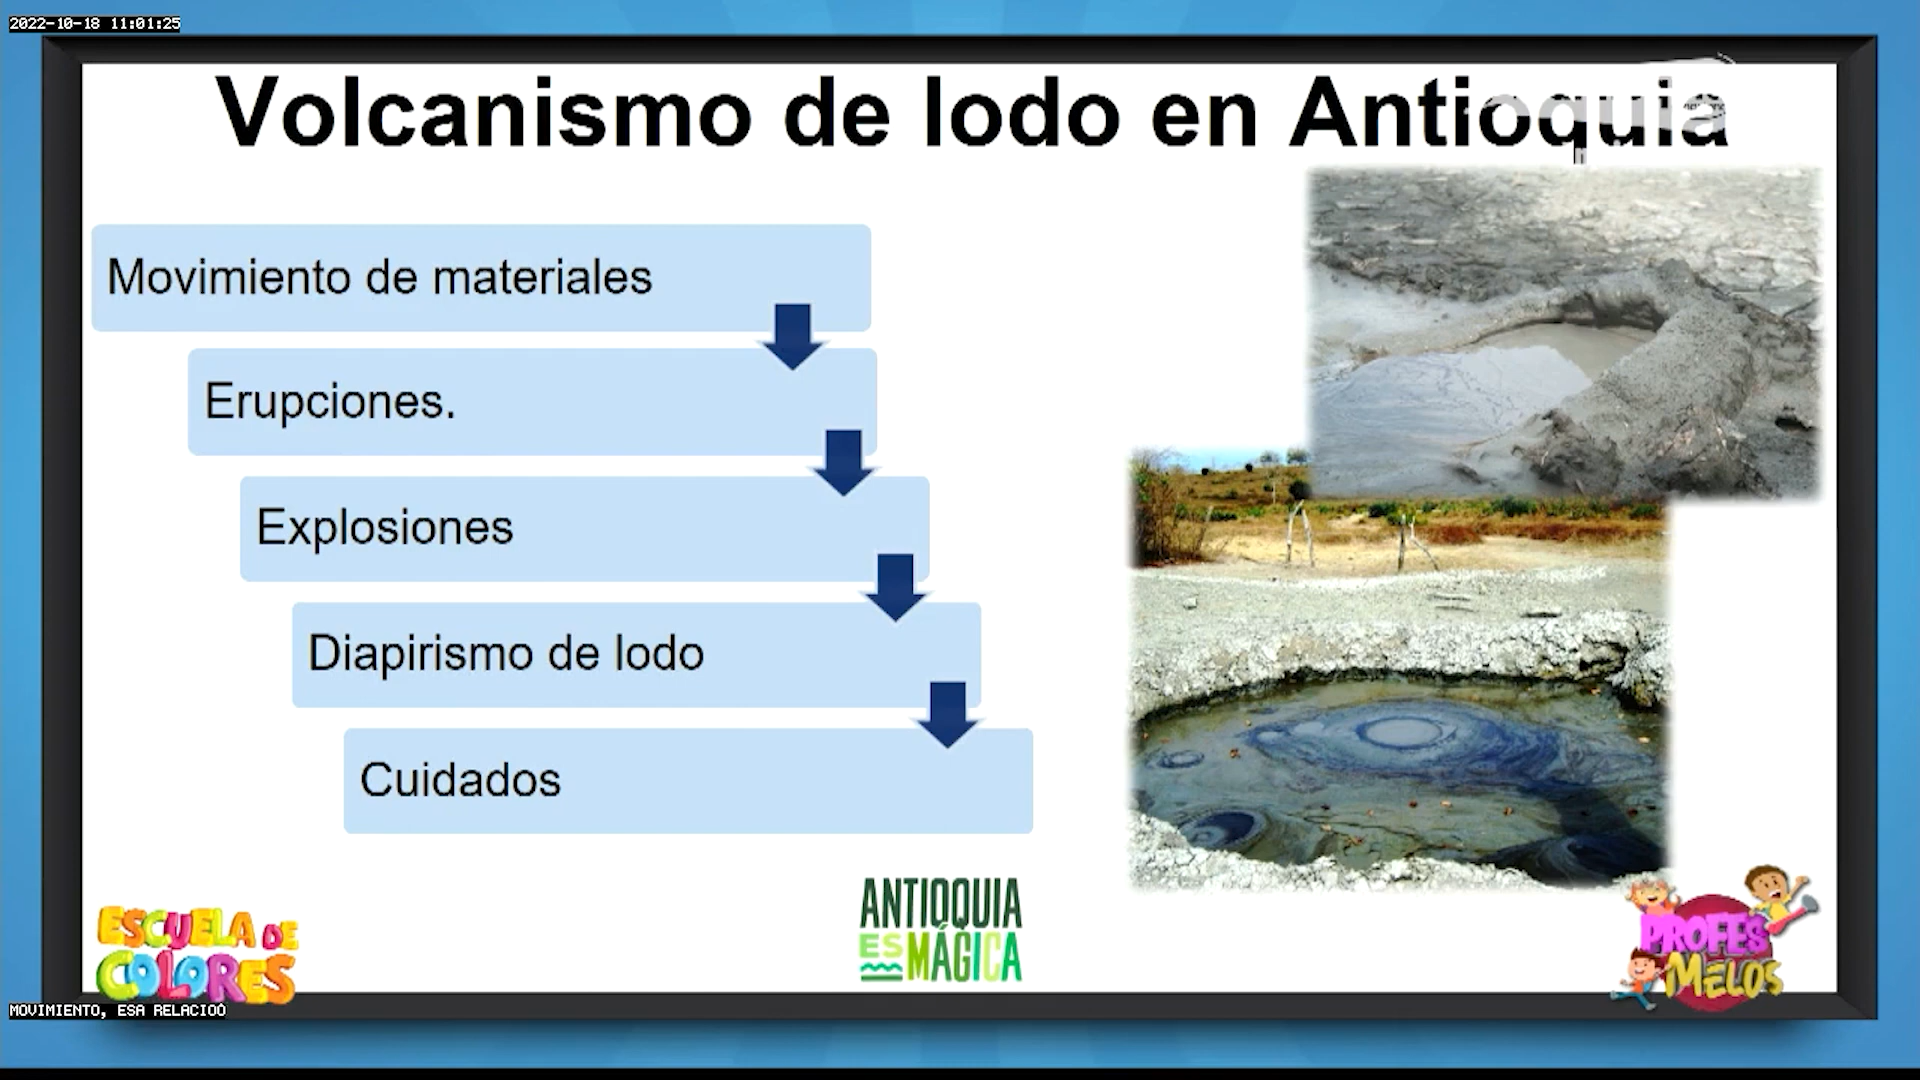 2022-10-18 11:01:25
Volcanismo de lodo en Antioquia
Movimiento de materiales
Erupciones.
Explosiones
Diapirismo de lodo
Cuidados
ANTIOQUIA
ES MÁGICA
ESCUELA DE
COLORES
PROFES
MELOS
MOVIMIENTO, ESA RELACIOÓ